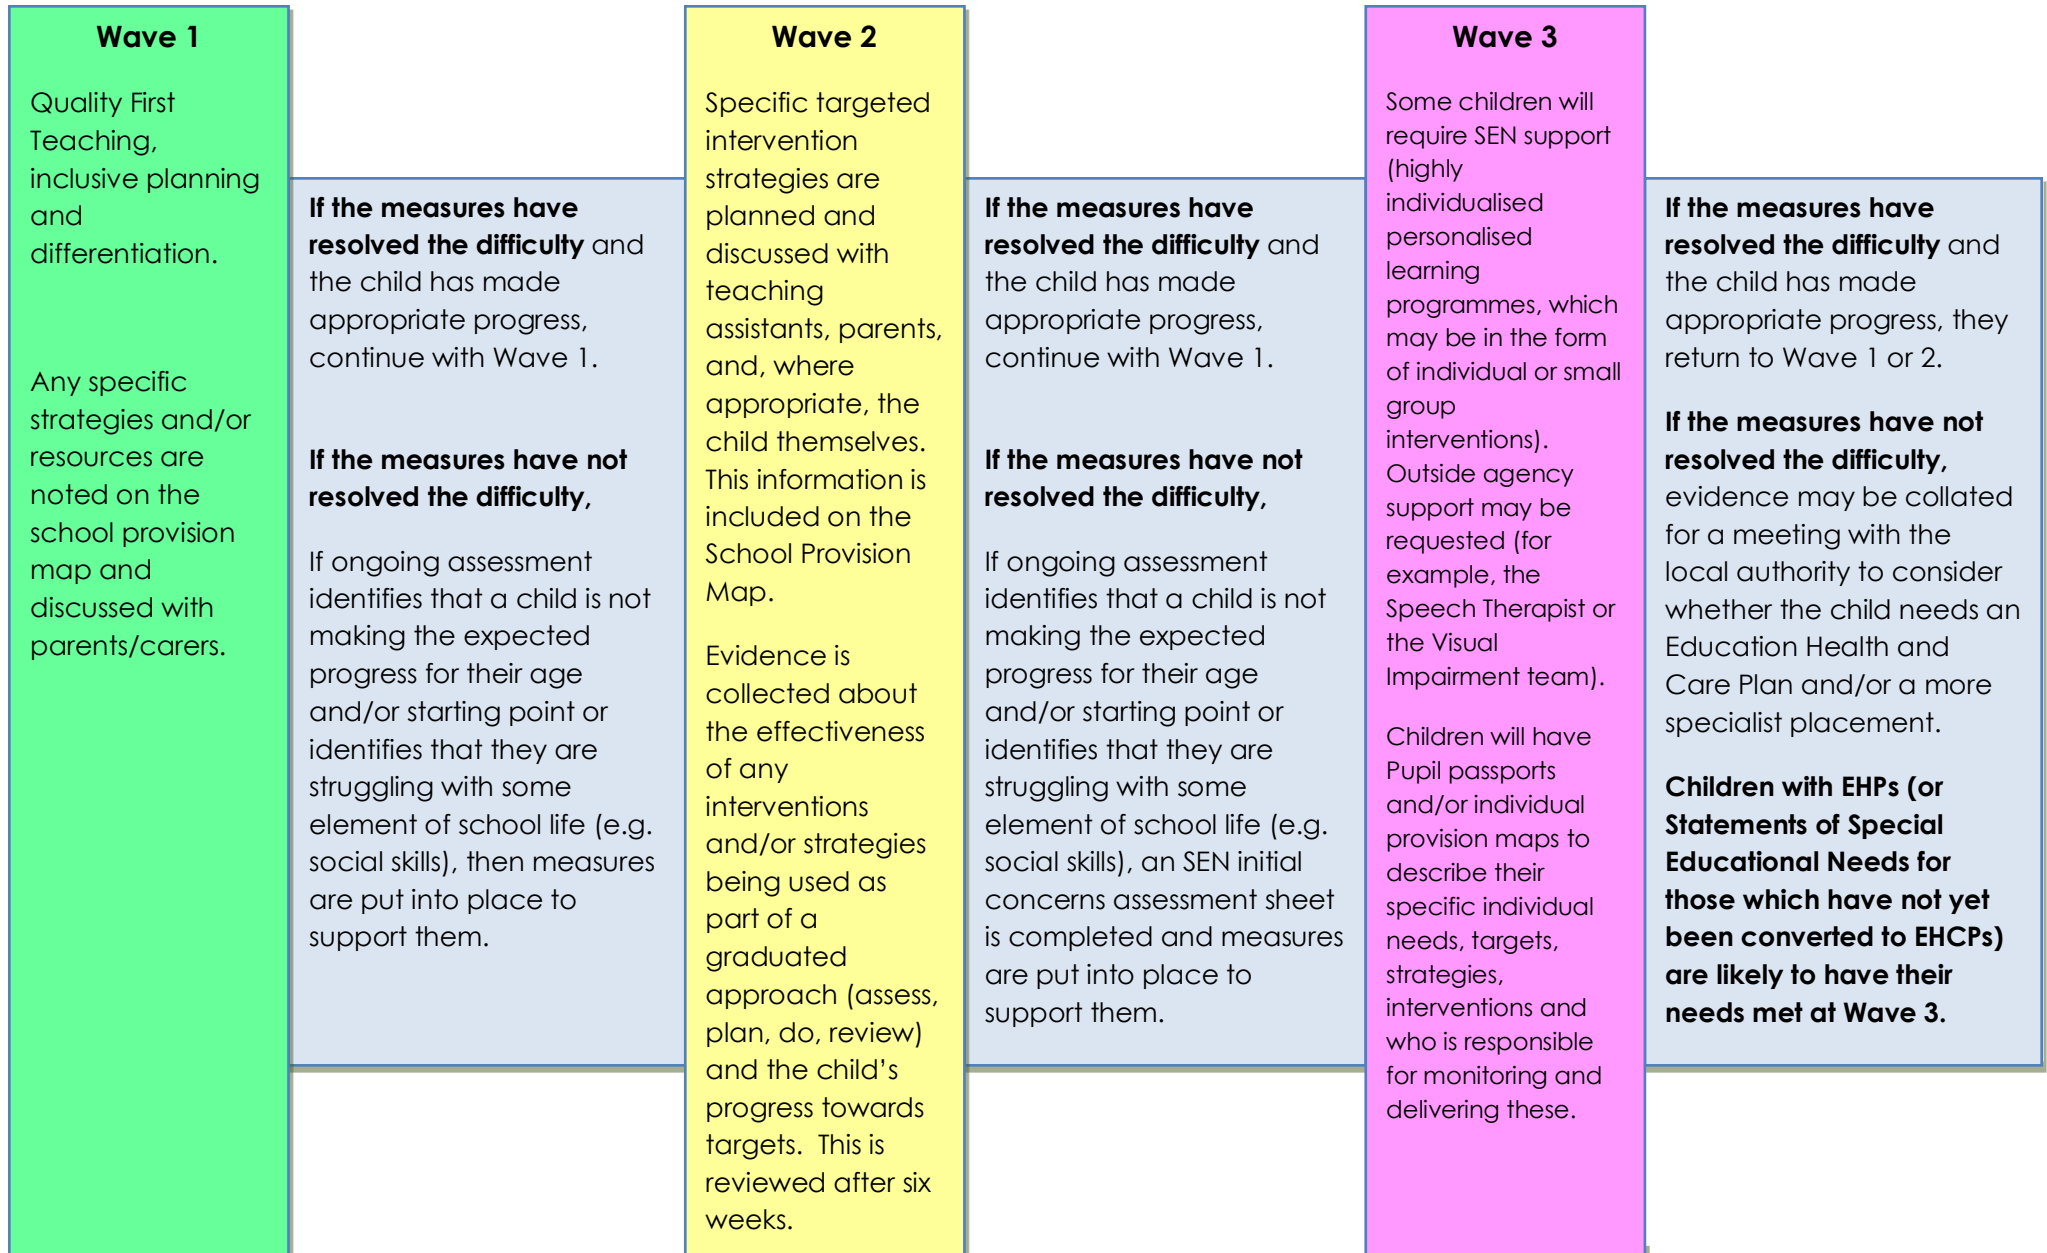 Wave 1
Quality First
Teaching,
inclusive planning
and
differentiation.
Any specific
strategies and/or
resources are
noted on the
school provision
map and
discussed with
parents/carers.
If the measures have
resolved the difficulty and
the child has made
appropriate progress,
continue with Wave 1.
If the measures have not
resolved the difficulty,
If ongoing assessment
identifies that a child is not
making the expected
progress for their age
and/or starting point or
identifies that they are
struggling with some
element of school life (e.g.
social skills), then measures
are put into place to
support them.
Wave 2
Specific targeted
intervention
strategies are
planned and
discussed with
teaching
assistants, parents,
and, where
appropriate, the
child themselves.
This information is
included on the
School Provision
Map.
Evidence is
collected about
the effectiveness
of any
interventions
and/or strategies
being used as
part of a
graduated
approach (assess,
plan, do, review)
and the child’s
progress towards
targets.  This is
reviewed after six
weeks.
If the measures have
resolved the difficulty and
the child has made
appropriate progress,
continue with Wave 1.
If the measures have not
resolved the difficulty,
If ongoing assessment
identifies that a child is not
making the expected
progress for their age
and/or starting point or
identifies that they are
struggling with some
element of school life (e.g.
social skills), an SEN initial
concerns assessment sheet
is completed and measures
are put into place to
support them.
Wave 3
Some children will
require SEN support
(highly
individualised
personalised
learning
programmes, which
may be in the form
of individual or small
group
interventions).
Outside agency
support may be
requested (for
example, the
Speech Therapist or
the Visual
Impairment team).
Children will have
Pupil passports
and/or individual
provision maps to
describe their
specific individual
needs, targets,
strategies,
interventions and
who is responsible
for monitoring and
delivering these.
If the measures have
resolved the difficulty and
the child has made
appropriate progress, they
return to Wave 1 or 2.
If the measures have not
resolved the difficulty,
evidence may be collated
for a meeting with the
local authority to consider
whether the child needs an
Education Health and
Care Plan and/or a more
specialist placement.
Children with EHPs (or
Statements of Special
Educational Needs for
those which have not yet
been converted to EHCPs)
are likely to have their
needs met at Wave 3.